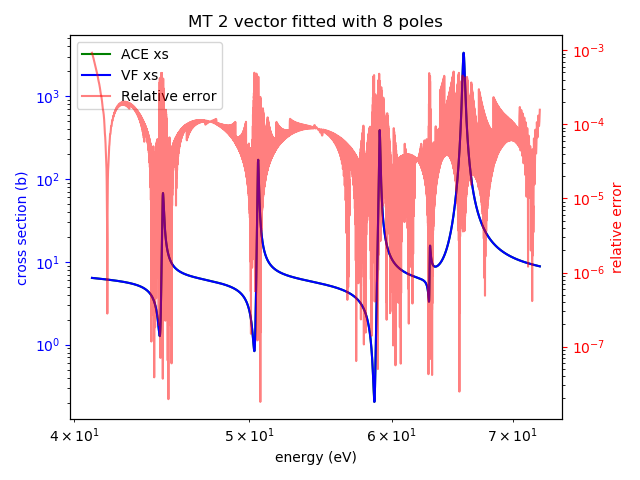 MT 2 vector fitted with 8 poles
ACE xs
VF xs
Relative error
cross section (b)
10³
10²
10¹
10⁰
10⁻³
10⁻⁴
10⁻⁵
10⁻⁶
10⁻⁷
relative error
4 × 10¹
5 × 10¹
6 × 10¹
7 × 10¹
energy (eV)